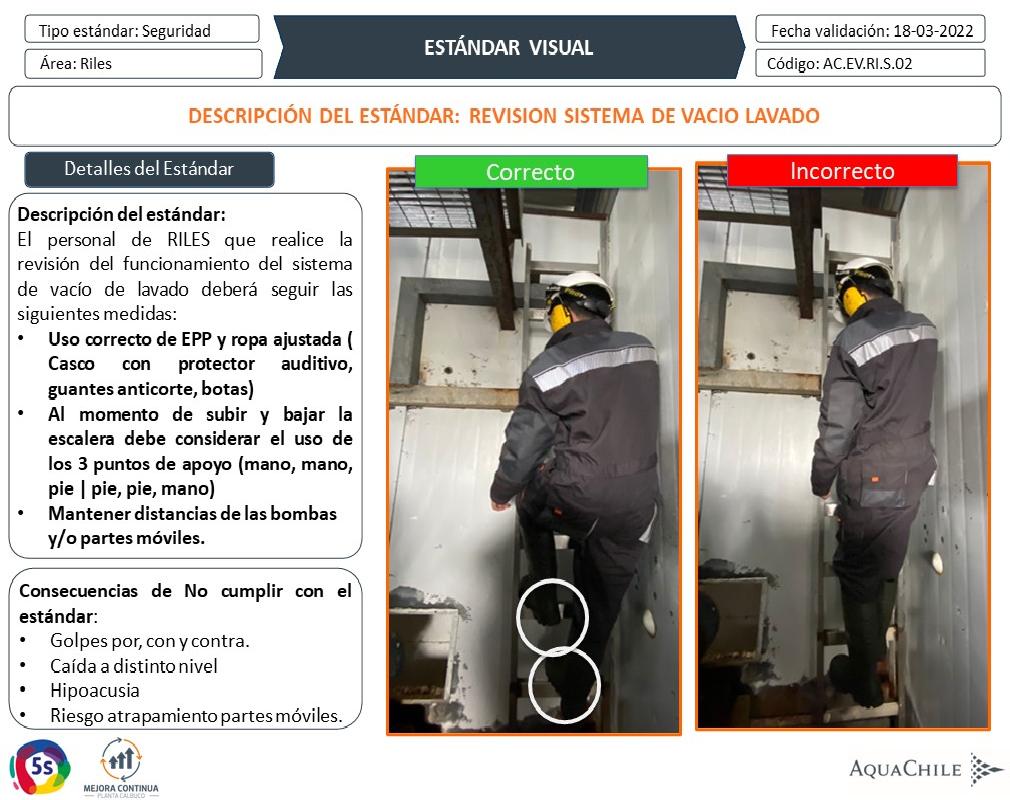 Tipo estándar: Seguridad
Área: Riles
ESTÁNDAR VISUAL
Fecha validación: 18-03-2022
Código: AC.EV.RI.S.02
DESCRIPCIÓN DEL ESTÁNDAR: REVISION SISTEMA DE VACIO LAVADO
Detalles del Estándar
Descripción del estándar:
El personal de RILES que realice la
revisión del funcionamiento del sistema
de vacío de lavado deberá seguir las
siguientes medidas:
• Uso correcto de EPP y ropa ajustada (
Casco con protector auditivo,
guantes anticorte, botas)
• Al momento de subir y bajar la
escalera debe considerar el uso de
los 3 puntos de apoyo (mano, mano,
pie | pie, pie, mano)
• Mantener distancias de las bombas
y/o partes móviles.
Consecuencias de No cumplir con el
estándar:
• Golpes por, con y contra.
• Caída a distinto nivel
• Hipoacusia
• Riesgo atrapamiento partes móviles.
Correcto
Incorrecto
5s
MEJORA CONTINUA
PLANTA CALBUCO
AQUACHILE